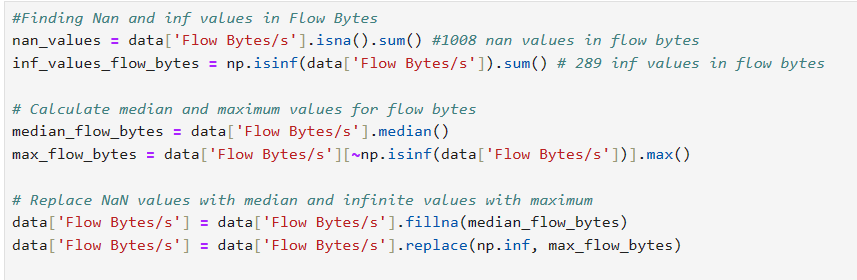 #Finding Nan and inf values in Flow Bytes
nan_values = data['Flow Bytes/s'].isna().sum() #1008 nan values in flow bytes
inf_values_flow_bytes = np.isinf(data['Flow Bytes/s']).sum() # 289 inf values in flow bytes
# Calculate median and maximum values for flow bytes
median_flow_bytes = data['Flow Bytes/s'].median()
max_flow_bytes = data['Flow Bytes/s'][~np.isinf(data['Flow Bytes/s'])].max()
# Replace NaN values with median and infinite values with maximum
data['Flow Bytes/s'] = data['Flow Bytes/s'].fillna(median_flow_bytes)
data['Flow Bytes/s'] = data['Flow Bytes/s'].replace(np.inf, max_flow_bytes)